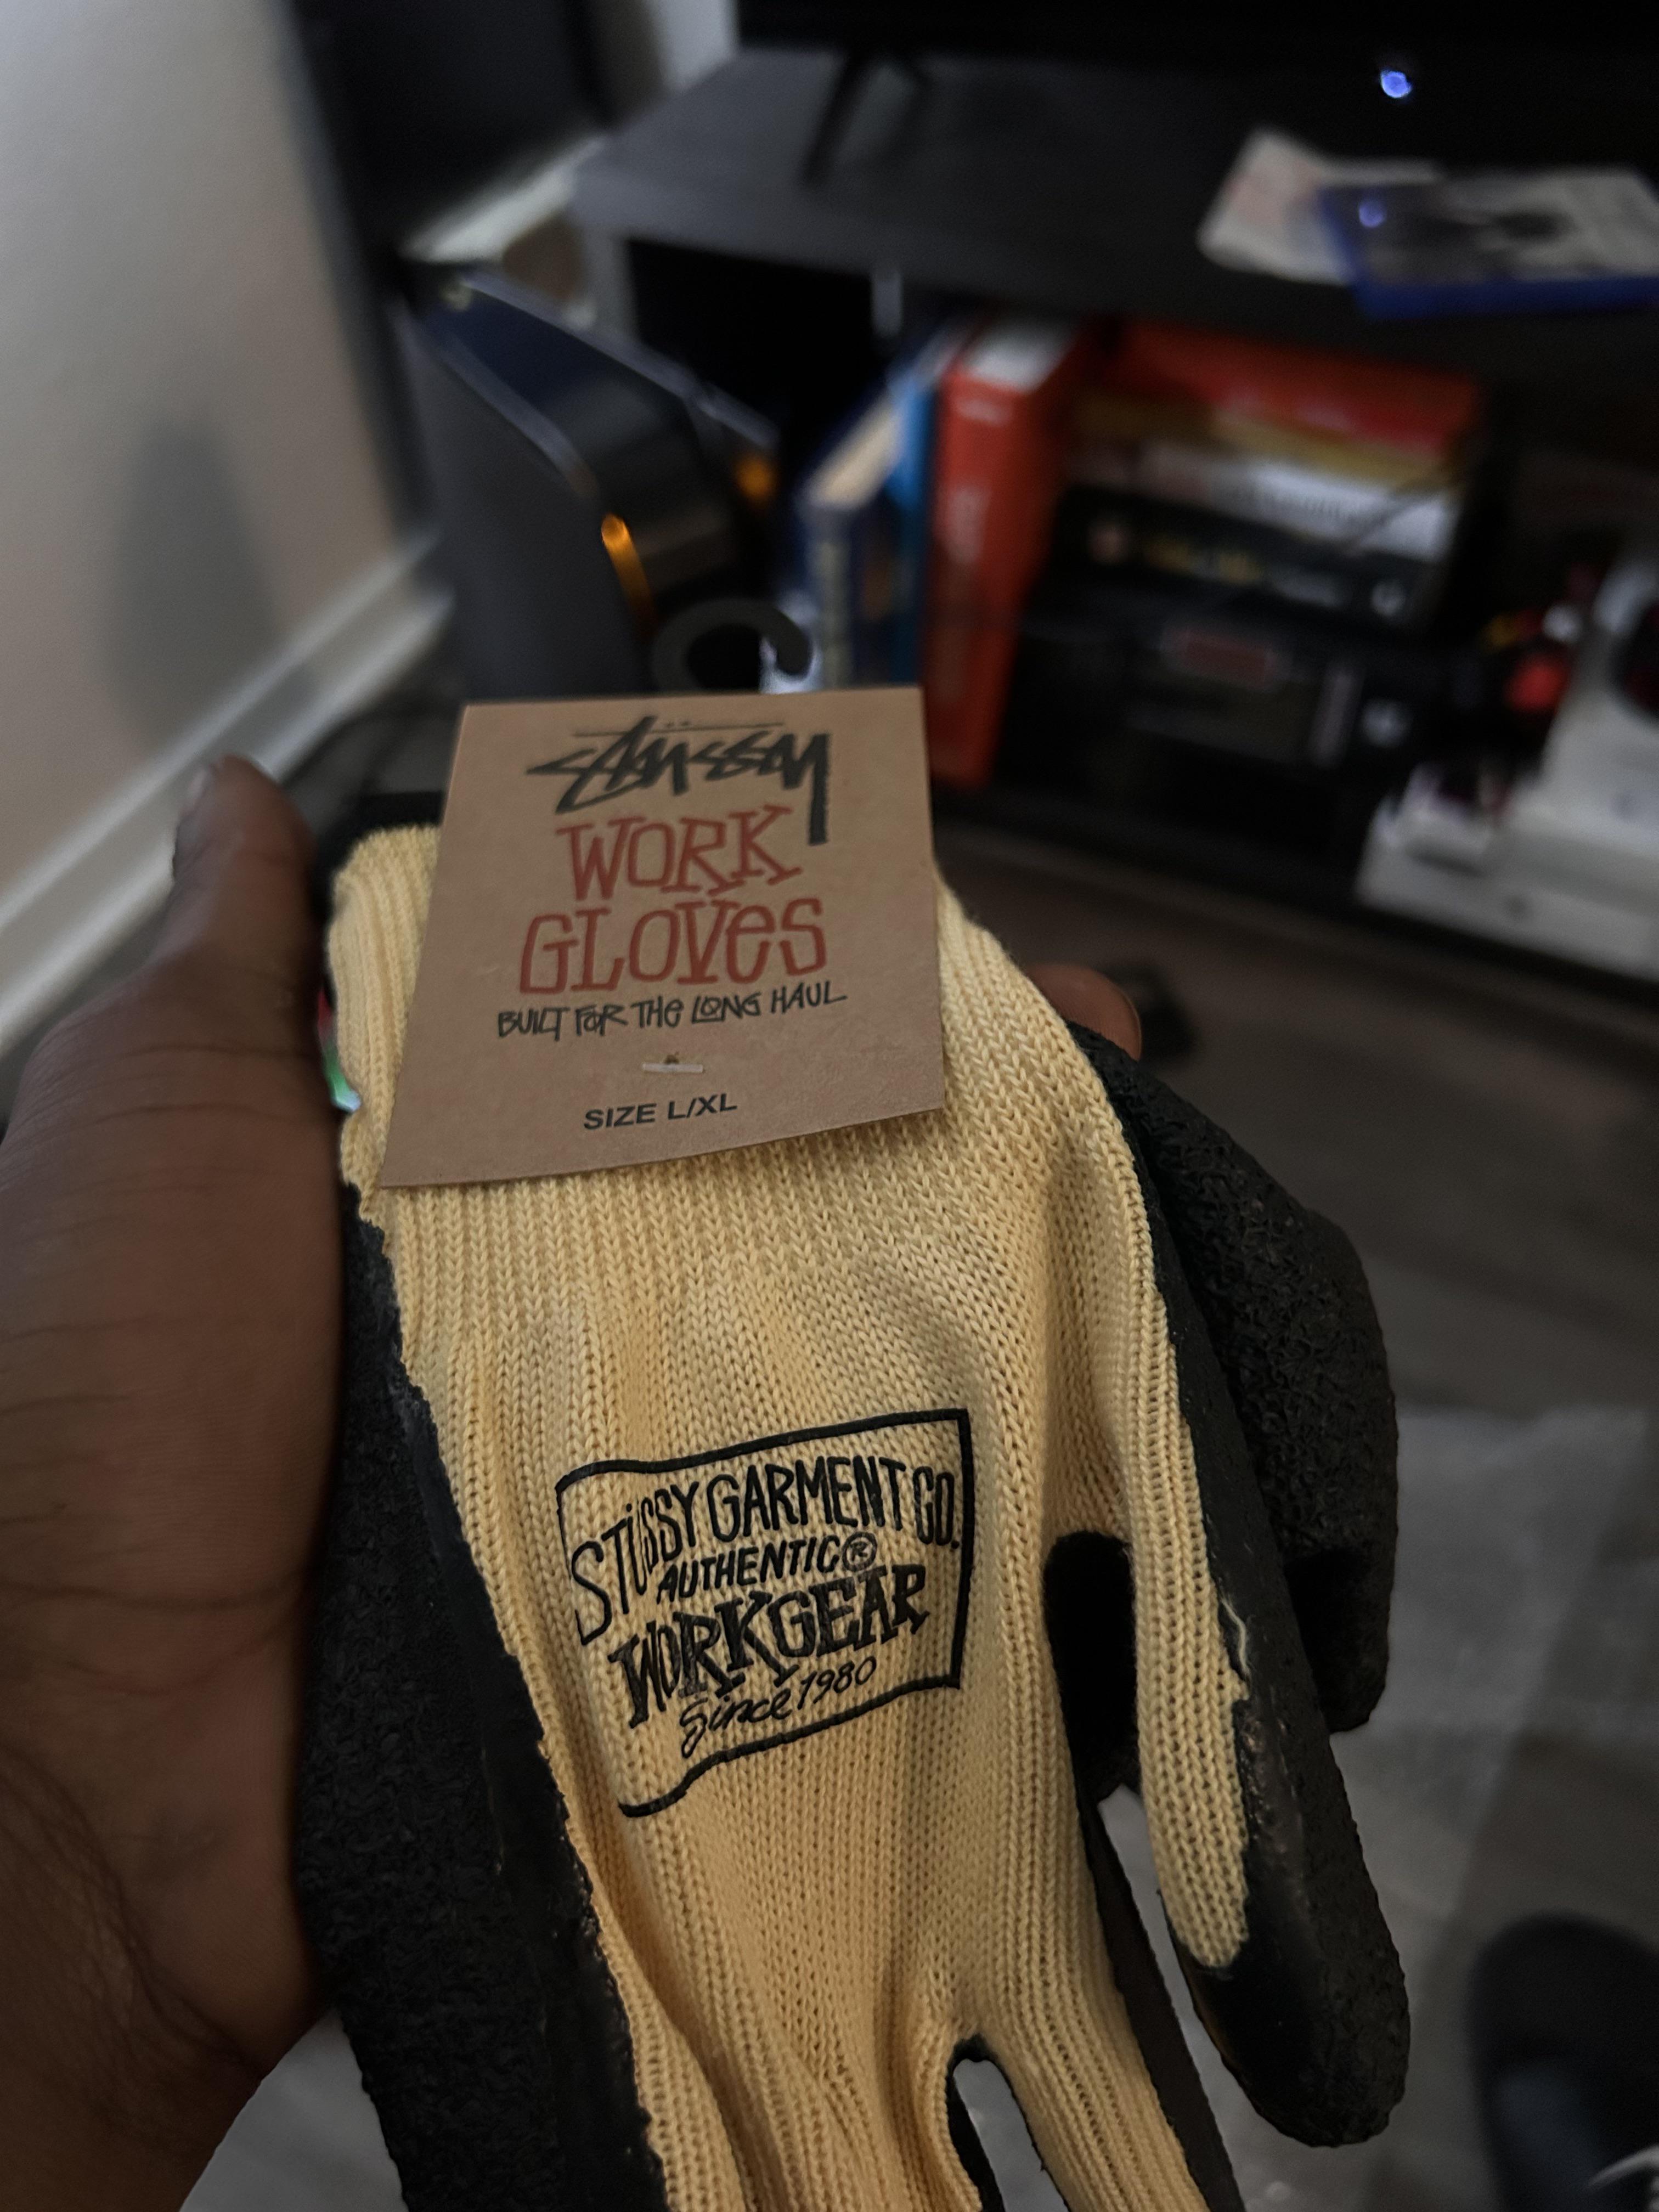 STÜSSY
WORK
GLOVES
BUILT FOR THE LONG HAUL
SIZE L/XL
STÜSSY GARMENT CO.
AUTHENTIC®
WORKGEAR
Since 1980